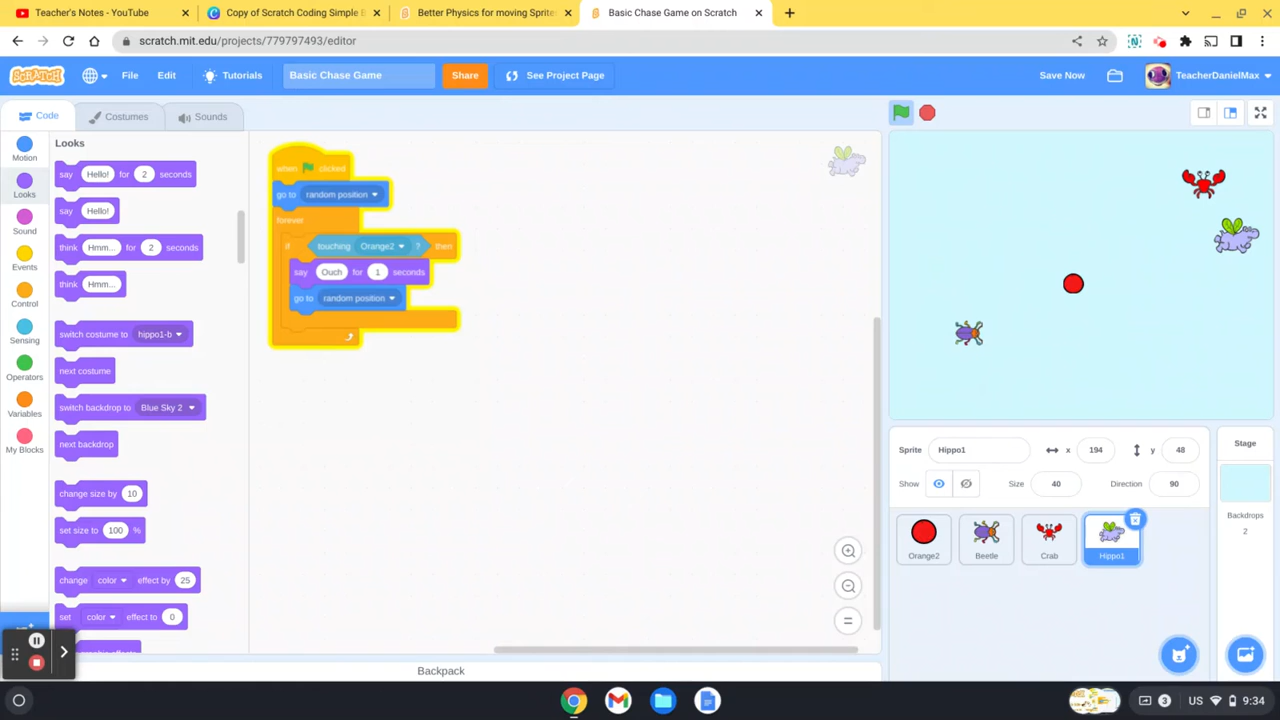 Teacher's Notes - YouTube
Copy of Scratch Coding Simple
Better Physics for moving Sprite
Basic Chase Game on Scratch
scratch.mit.edu/projects/779797493/editor
SCRATCH
File
Edit
Tutorials
Basic Chase Game
Share
See Project Page
Save Now
TeacherDanielMax
Code
Costumes
Sounds
Motion
Looks
Sound
Events
Control
Sensing
Operators
Variables
My Blocks
Looks
say Hello! for 2 seconds
say Hello!
think Hmm... for 2 seconds
think Hmm...
switch costume to hippo1-b
next costume
switch backdrop to Blue Sky 2
next backdrop
change size by 10
set size to 100 %
change color effect by 25
set color effect to 0
when clicked
go to random position
forever
if touching Orange2 ? then
say Ouch for 1 seconds
go to random position
Sprite Hippo1 x 194 y 48
Show Size 40 Direction 90
Orange2
Beetle
Crab
Hippo1
Stage
Backdrops
2
Backpack
3 US 9:34